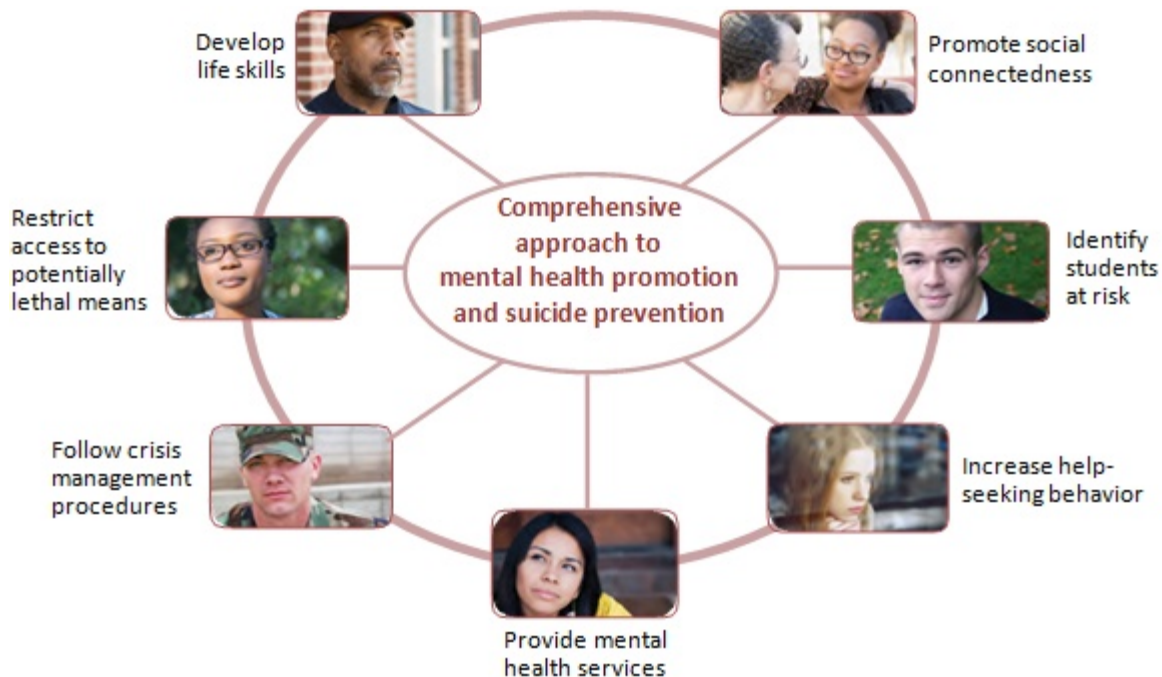 Develop
life skills
Promote social
connectedness
Comprehensive
approach to
mental health promotion
and suicide prevention
Restrict
access to
potentially
lethal means
Identify
students
at risk
Follow crisis
management
procedures
Increase help-
seeking behavior
Provide mental
health services